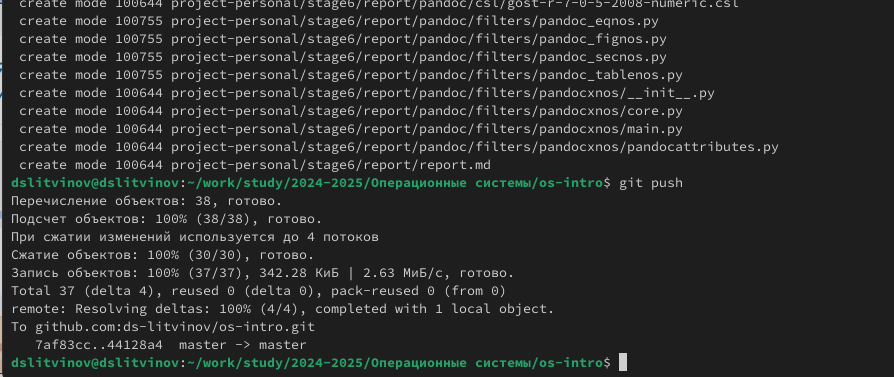 create mode 100644 project-personal/stage6/report/pandoc/csl/gost-r-7-0-5-2008-numeric.csl
create mode 100755 project-personal/stage6/report/pandoc/filters/pandoc_eqnos.py
create mode 100755 project-personal/stage6/report/pandoc/filters/pandoc_fignos.py
create mode 100755 project-personal/stage6/report/pandoc/filters/pandoc_secnos.py
create mode 100755 project-personal/stage6/report/pandoc/filters/pandoc_tablenos.py
create mode 100644 project-personal/stage6/report/pandoc/filters/pandocxnos/__init__.py
create mode 100644 project-personal/stage6/report/pandoc/filters/pandocxnos/core.py
create mode 100644 project-personal/stage6/report/pandoc/filters/pandocxnos/main.py
create mode 100644 project-personal/stage6/report/pandoc/filters/pandocxnos/pandocattributes.py
create mode 100644 project-personal/stage6/report/report.md
dslitvinov@dslitvinov:~/work/study/2024-2025/Операционные системы/os-intro$ git push
Перечисление объектов: 38, готово.
Подсчет объектов: 100% (38/38), готово.
При сжатии изменений используется до 4 потоков
Сжатие объектов: 100% (30/30), готово.
Запись объектов: 100% (37/37), 342.28 КиБ | 2.63 МиБ/с, готово.
Total 37 (delta 4), reused 0 (delta 0), pack-reused 0 (from 0)
remote: Resolving deltas: 100% (4/4), completed with 1 local object.
To github.com:ds-litvinov/os-intro.git
7af83cc..44128a4  master -> master
dslitvinov@dslitvinov:~/work/study/2024-2025/Операционные системы/os-intro$